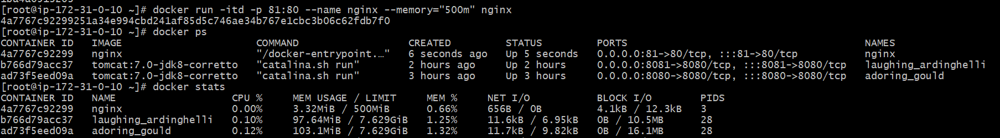 [root@ip-172-31-0-10 ~]# docker run -itd -p 81:80 --name nginx --memory="500m" nginx
4a7767c92299251a34e994cbd241af85d5c746ae34b767e1cbc3b06c62fdb7f0
[root@ip-172-31-0-10 ~]# docker ps
CONTAINER ID   IMAGE                       COMMAND                  CREATED         STATUS         PORTS                                       NAMES
4a7767c92299   nginx                       "/docker-entrypoint.…"   6 seconds ago   Up 5 seconds   0.0.0.0:81->80/tcp, :::81->80/tcp           nginx
b766d79acc37   tomcat:7.0-jdk8-corretto    "catalina.sh run"        2 hours ago     Up 2 hours     0.0.0.0:8081->8080/tcp, :::8081->8080/tcp   laughing_ardinghelli
ad73f5eed09a   tomcat:7.0-jdk8-corretto    "catalina.sh run"        3 hours ago     Up 3 hours     0.0.0.0:8080->8080/tcp, :::8080->8080/tcp   adoring_gould
[root@ip-172-31-0-10 ~]# docker stats
CONTAINER ID   NAME                   CPU %     MEM USAGE / LIMIT     MEM %     NET I/O           BLOCK I/O        PIDS
4a7767c92299   nginx                  0.00%     3.32MiB / 500MiB      0.66%     656B / 0B         4.1kB / 12.3kB   3
b766d79acc37   laughing_ardinghelli   0.10%     97.64MiB / 7.629GiB   1.25%     11.6kB / 6.95kB   0B / 10.5MB      28
ad73f5eed09a   adoring_gould          0.12%     103.1MiB / 7.629GiB   1.32%     11.7kB / 9.82kB   0B / 16.1MB      28